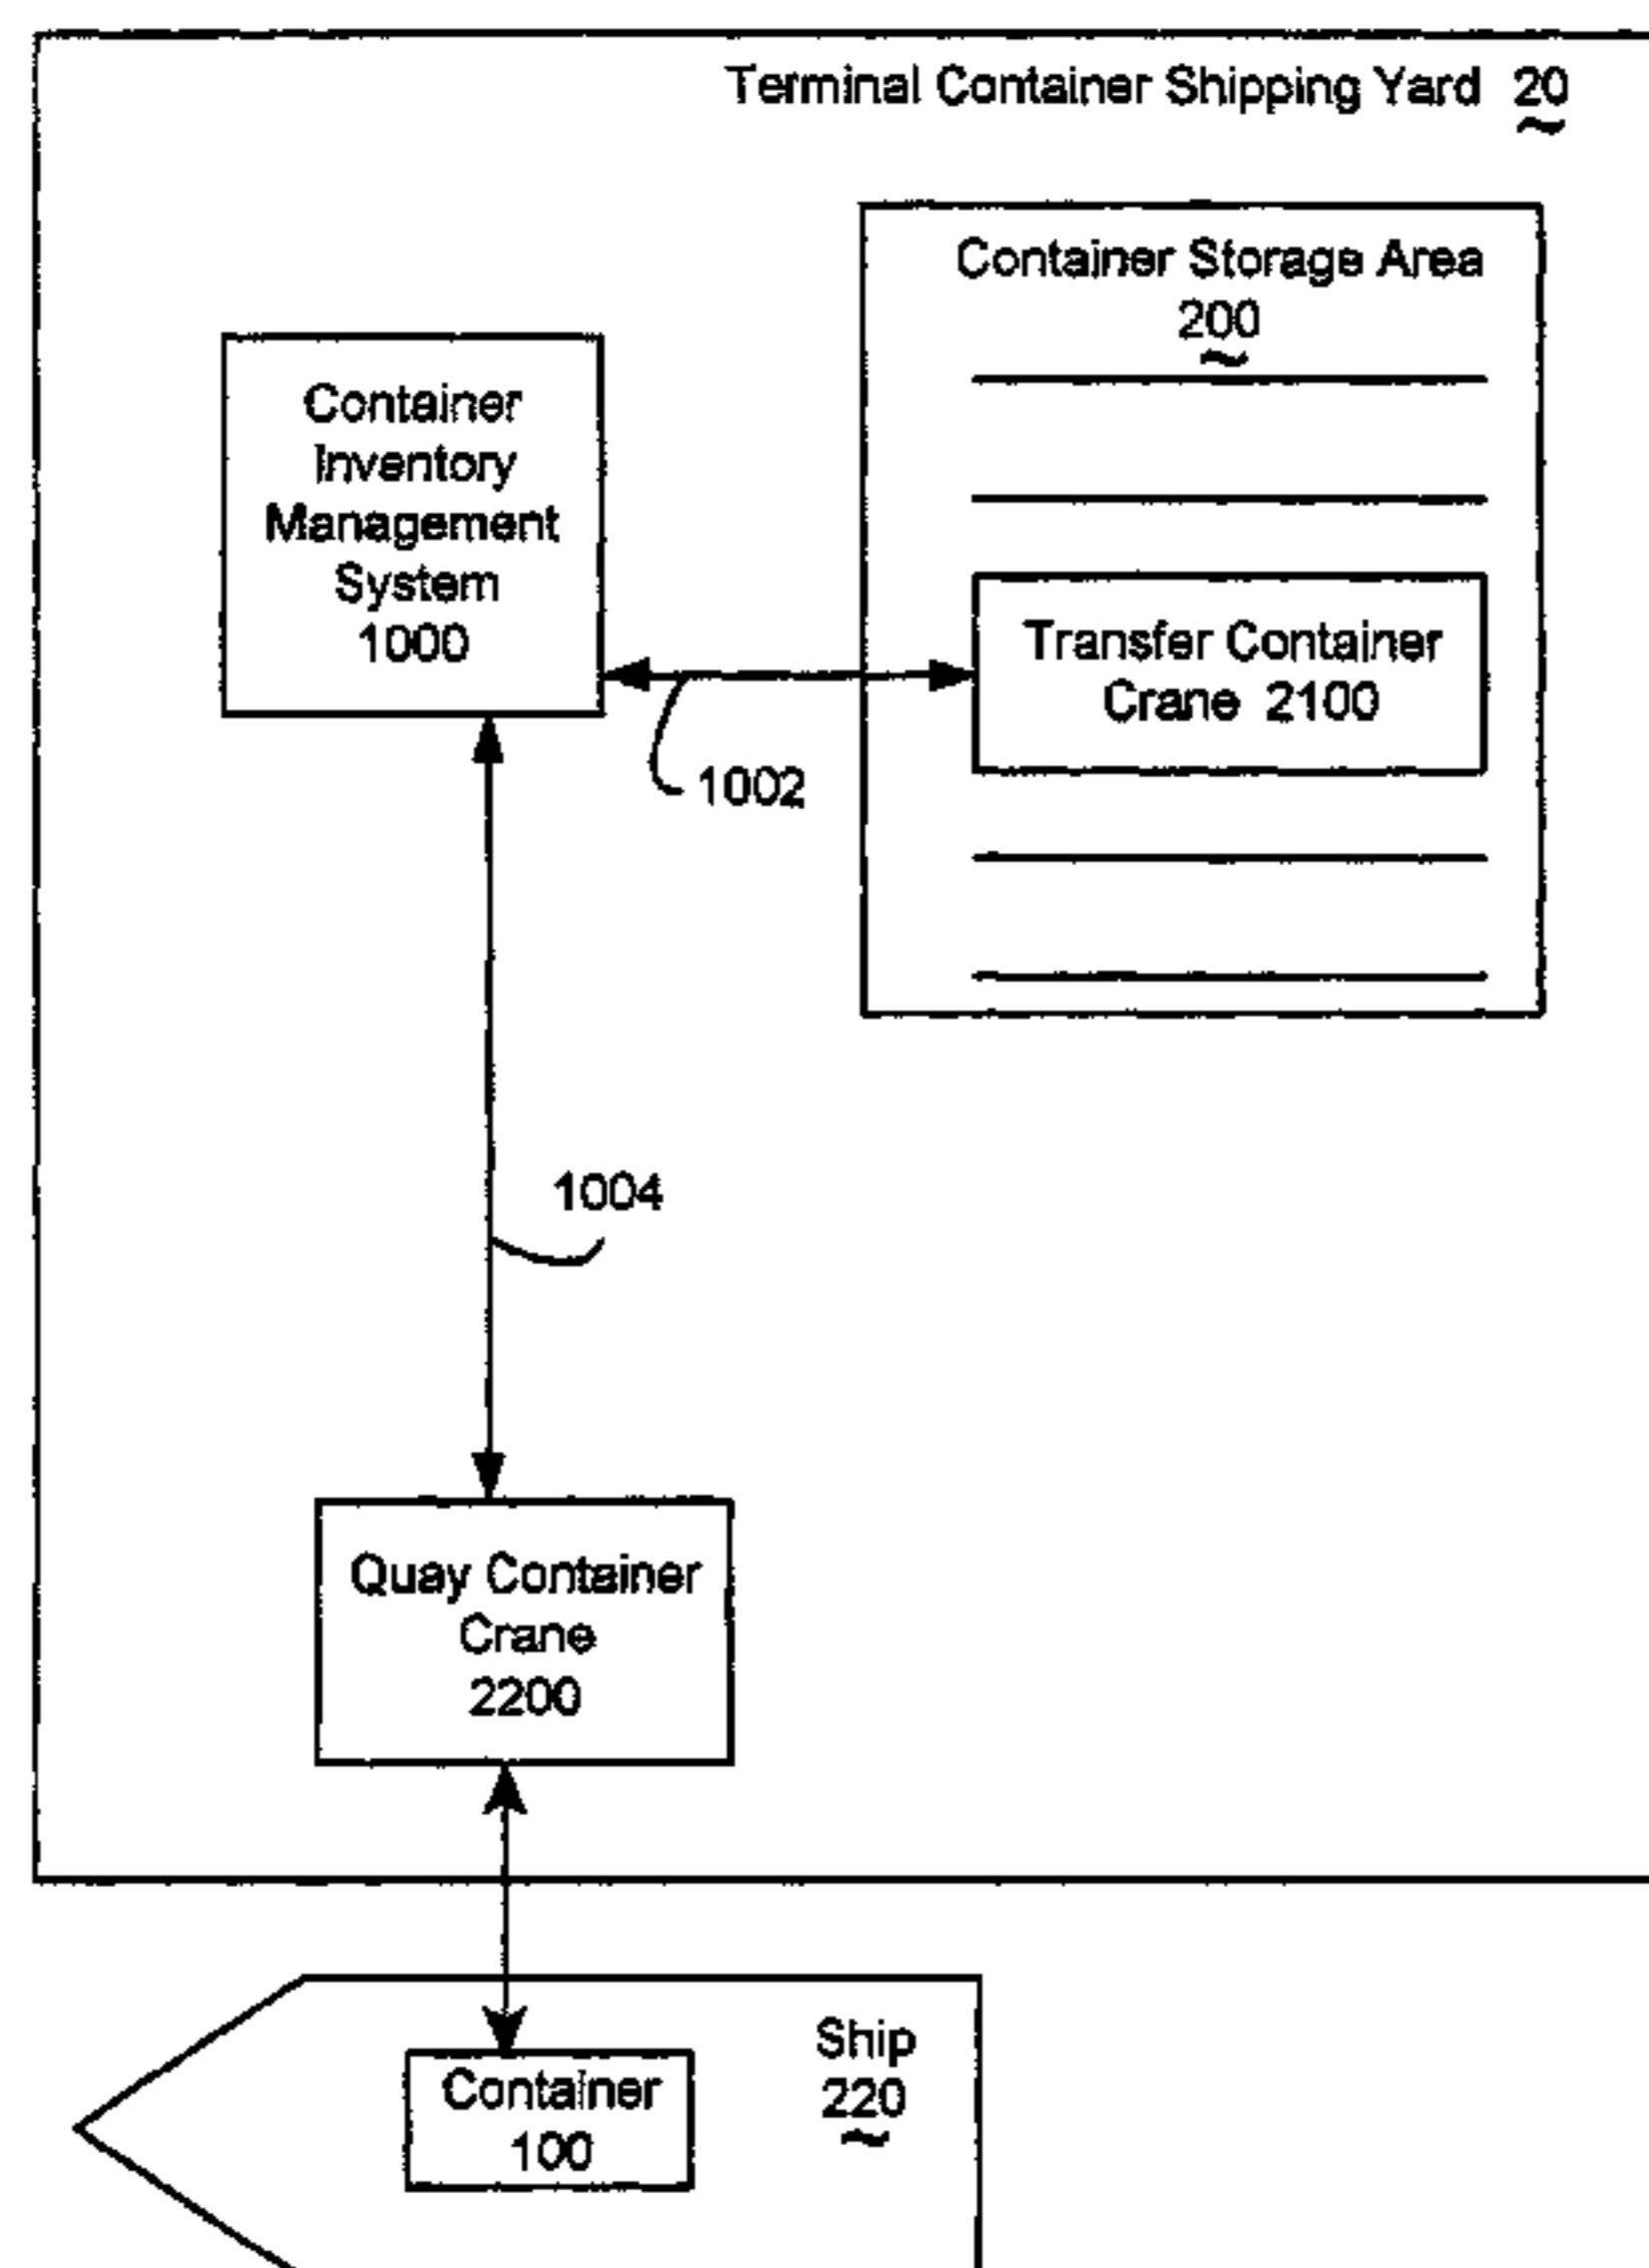 Terminal Container Shipping Yard 20
Container Storage Area
200
Container
Inventory
Management
System
1000
Transfer Container
Crane 2100
1002
1004
Quay Container
Crane
2200
Ship
220
Container
100